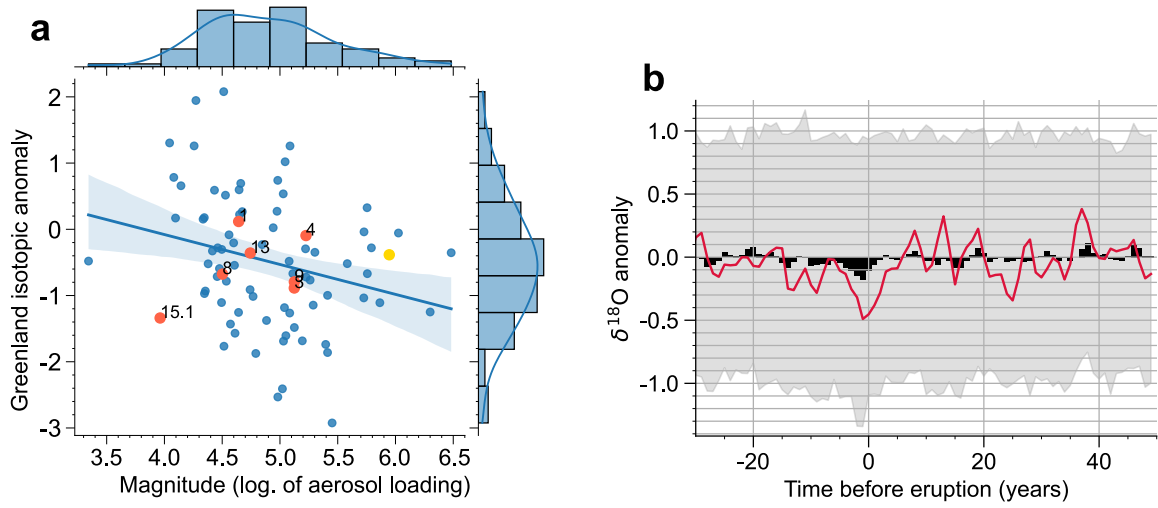 a
2
1
0
-1
-2
-3
Greenland isotopic anomaly
1
4
13
8
9
3
15.1
3.5 4.0 4.5 5.0 5.5 6.0 6.5
Magnitude (log. of aerosol loading)
b
1.0
0.5
0.0
-0.5
-1.0
δ¹⁸O anomaly
-20 0 20 40
Time before eruption (years)